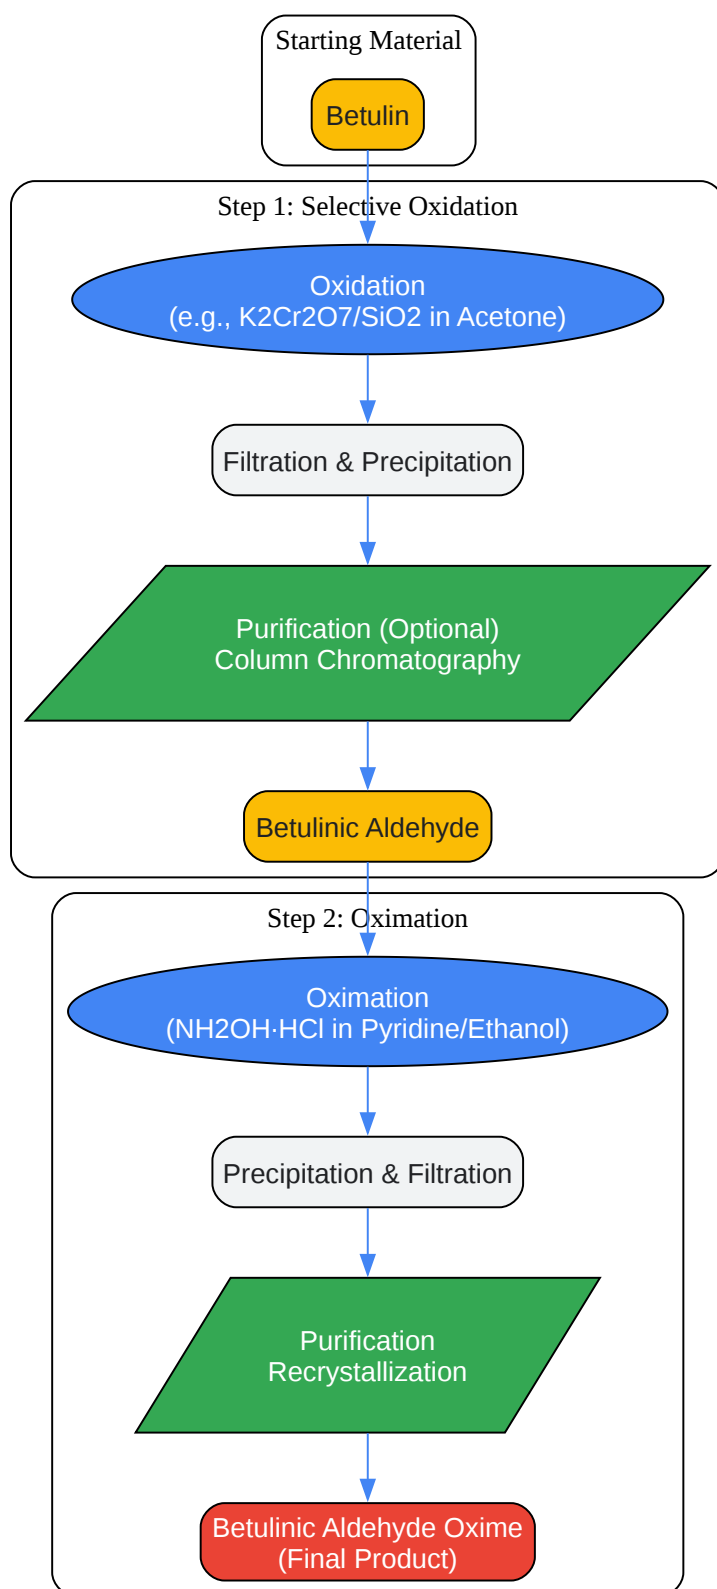 Starting Material
Betulin
Step 1: Selective Oxidation
Oxidation
(e.g., K2Cr2O7/SiO2 in Acetone)
Filtration & Precipitation
Purification (Optional)
Column Chromatography
Betulinic Aldehyde
Step 2: Oximation
Oximation
(NH2OH·HCl in Pyridine/Ethanol)
Precipitation & Filtration
Purification
Recrystallization
Betulinic Aldehyde Oxime
(Final Product)